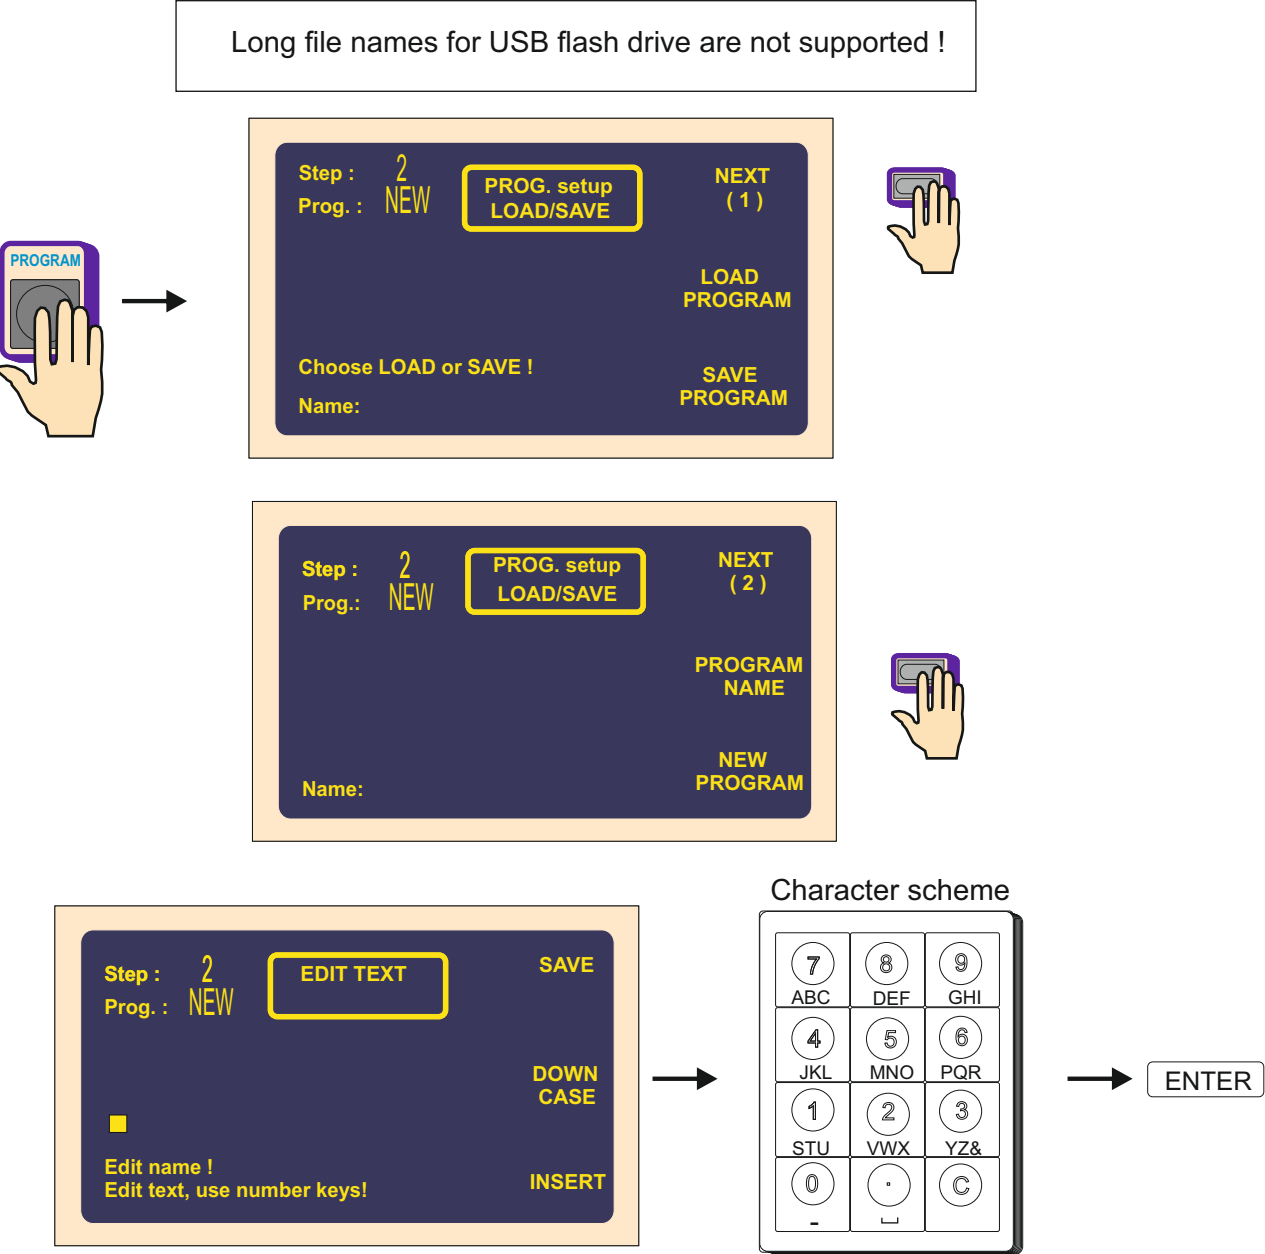 Long file names for USB flash drive are not supported !
Step : 2
Prog. : NEW
PROG. setup
LOAD/SAVE
NEXT
( 1 )
PROGRAM
LOAD
PROGRAM
Choose LOAD or SAVE !
Name:
SAVE
PROGRAM
Step : 2
Prog.: NEW
PROG. setup
LOAD/SAVE
NEXT
( 2 )
PROGRAM
NAME
Name:
NEW
PROGRAM
Character scheme
Step : 2
Prog. : NEW
EDIT TEXT
SAVE
DOWN
CASE
Edit name !
Edit text, use number keys!
INSERT
7 8 9
ABC DEF GHI
4 5 6
JKL MNO PQR
1 2 3
STU VWX YZ&
0 . C
- ⎵
ENTER